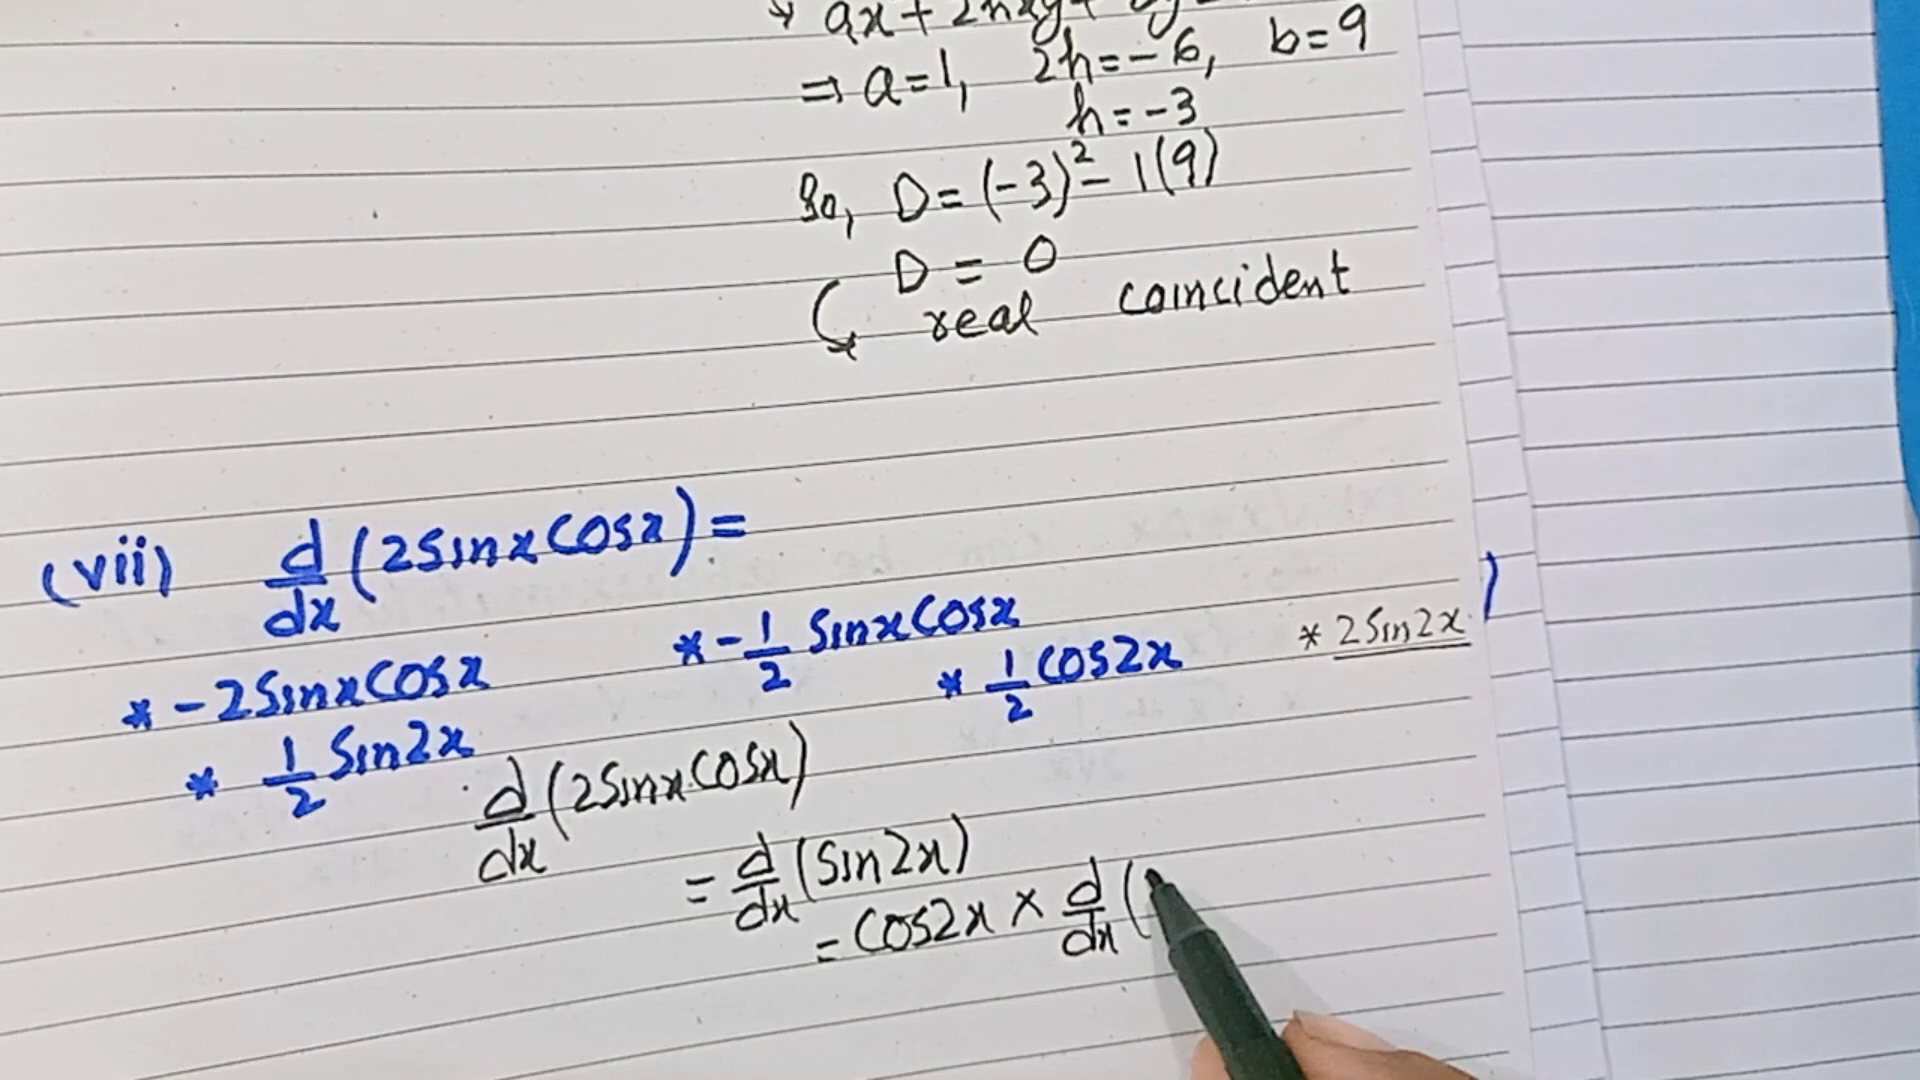 ⇒ a=1, 2h=-6, b=9
h=-3
So, D=(-3)²-1(9)
D = 0
real coincident
(vii) d/dx (2Sinx Cosx)=
* -2Sinx Cosx * -1/2 Sinx Cosx * 2Sin2x
* 1/2 Sin2x * 1/2 Cos2x
d/dx (2Sinx.Cosx)
= d/dx (Sin2x)
= Cos2x × d/dx (